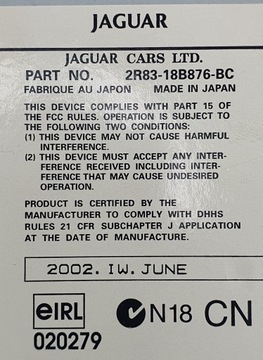 JAGUAR
JAGUAR CARS LTD.
PART NO. 2R83-18B876-BC
FABRIQUE AU JAPON MADE IN JAPAN
THIS DEVICE COMPLIES WITH PART 15 OF
THE FCC RULES. OPERATION IS SUBJECT TO
THE FOLLOWING TWO CONDITIONS:
(1) THIS DEVICE MAY NOT CAUSE HARMFUL
INTERFERENCE.
(2) THIS DEVICE MUST ACCEPT ANY INTER-
FERENCE RECEIVED INCLUDING INTER-
FERENCE THAT MAY CAUSE UNDESIRED
OPERATION.
PRODUCT IS CERTIFIED BY THE
MANUFACTURER TO COMPLY WITH DHHS
RULES 21 CFR SUBCHAPTER J APPLICATION
AT THE DATE OF MANUFACTURE.
2002. IW. JUNE
eIRL N18 CN
020279